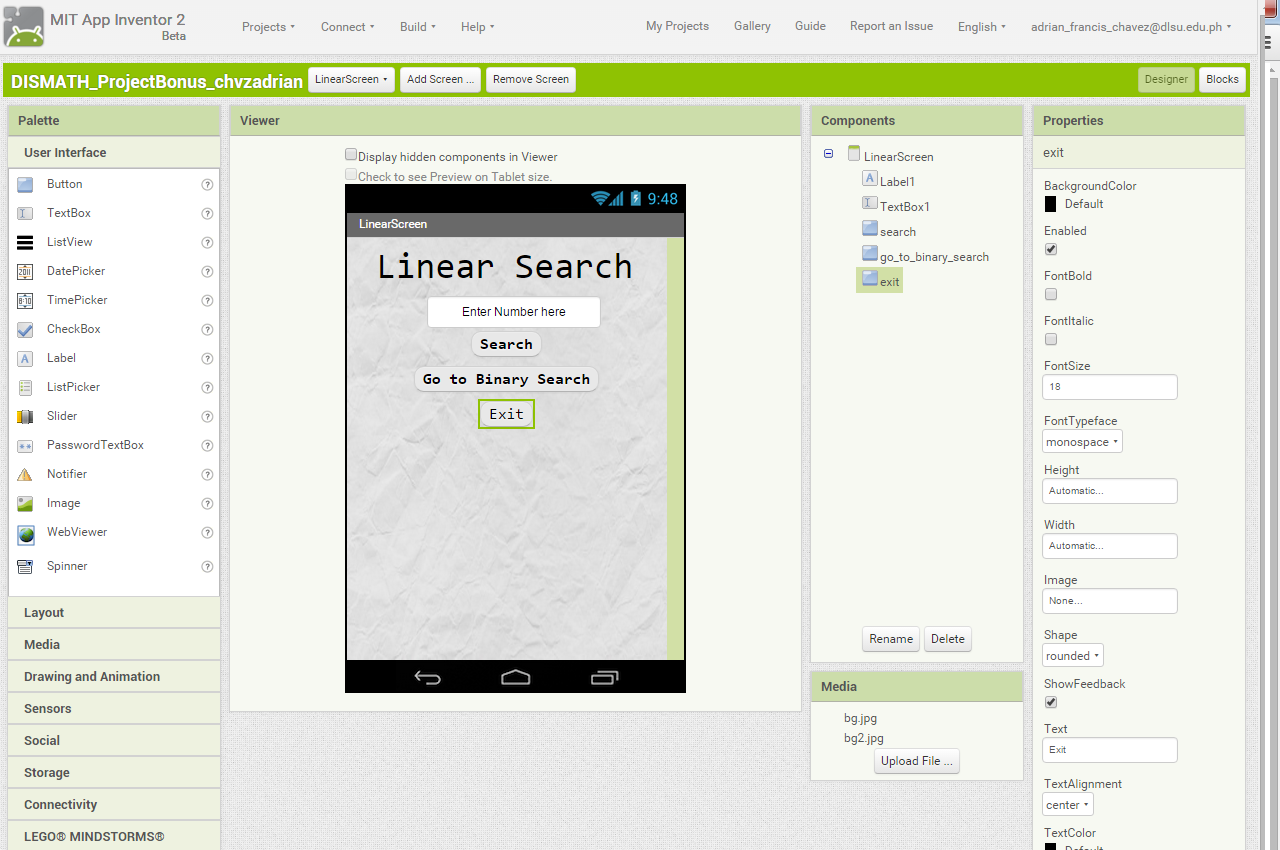 MIT App Inventor 2
Beta
Projects
Connect
Build
Help
My Projects
Gallery
Guide
Report an Issue
English
adrian_francis_chavez@dlsu.edu.ph
DISMATH_ProjectBonus_chvzadrian
LinearScreen
Add Screen ...
Remove Screen
Designer
Blocks
Palette
User Interface
Button
TextBox
ListView
DatePicker
TimePicker
CheckBox
Label
ListPicker
Slider
PasswordTextBox
Notifier
Image
WebViewer
Spinner
Layout
Media
Drawing and Animation
Sensors
Social
Storage
Connectivity
LEGO® MINDSTORMS®
Viewer
Display hidden components in Viewer
Check to see Preview on Tablet size.
9:48
LinearScreen
Linear Search
Enter Number here
Search
Go to Binary Search
Exit
Components
LinearScreen
Label1
TextBox1
search
go_to_binary_search
exit
Rename
Delete
Media
bg.jpg
bg2.jpg
Upload File ...
Properties
exit
BackgroundColor
Default
Enabled
FontBold
FontItalic
FontSize
18
FontTypeface
monospace
Height
Automatic...
Width
Automatic...
Image
None...
Shape
rounded
ShowFeedback
Text
Exit
TextAlignment
center
TextColor
Default